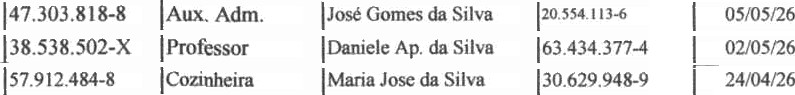 47.303.818-8 Aux. Adm. José Gomes da Silva 20.554.113-6 05/05/26
38.538.502-X Professor Daniele Ap. da Silva 63.434.377-4 02/05/26
57.912.484-8 Cozinheira Maria Jose da Silva 30.629.948-9 24/04/26